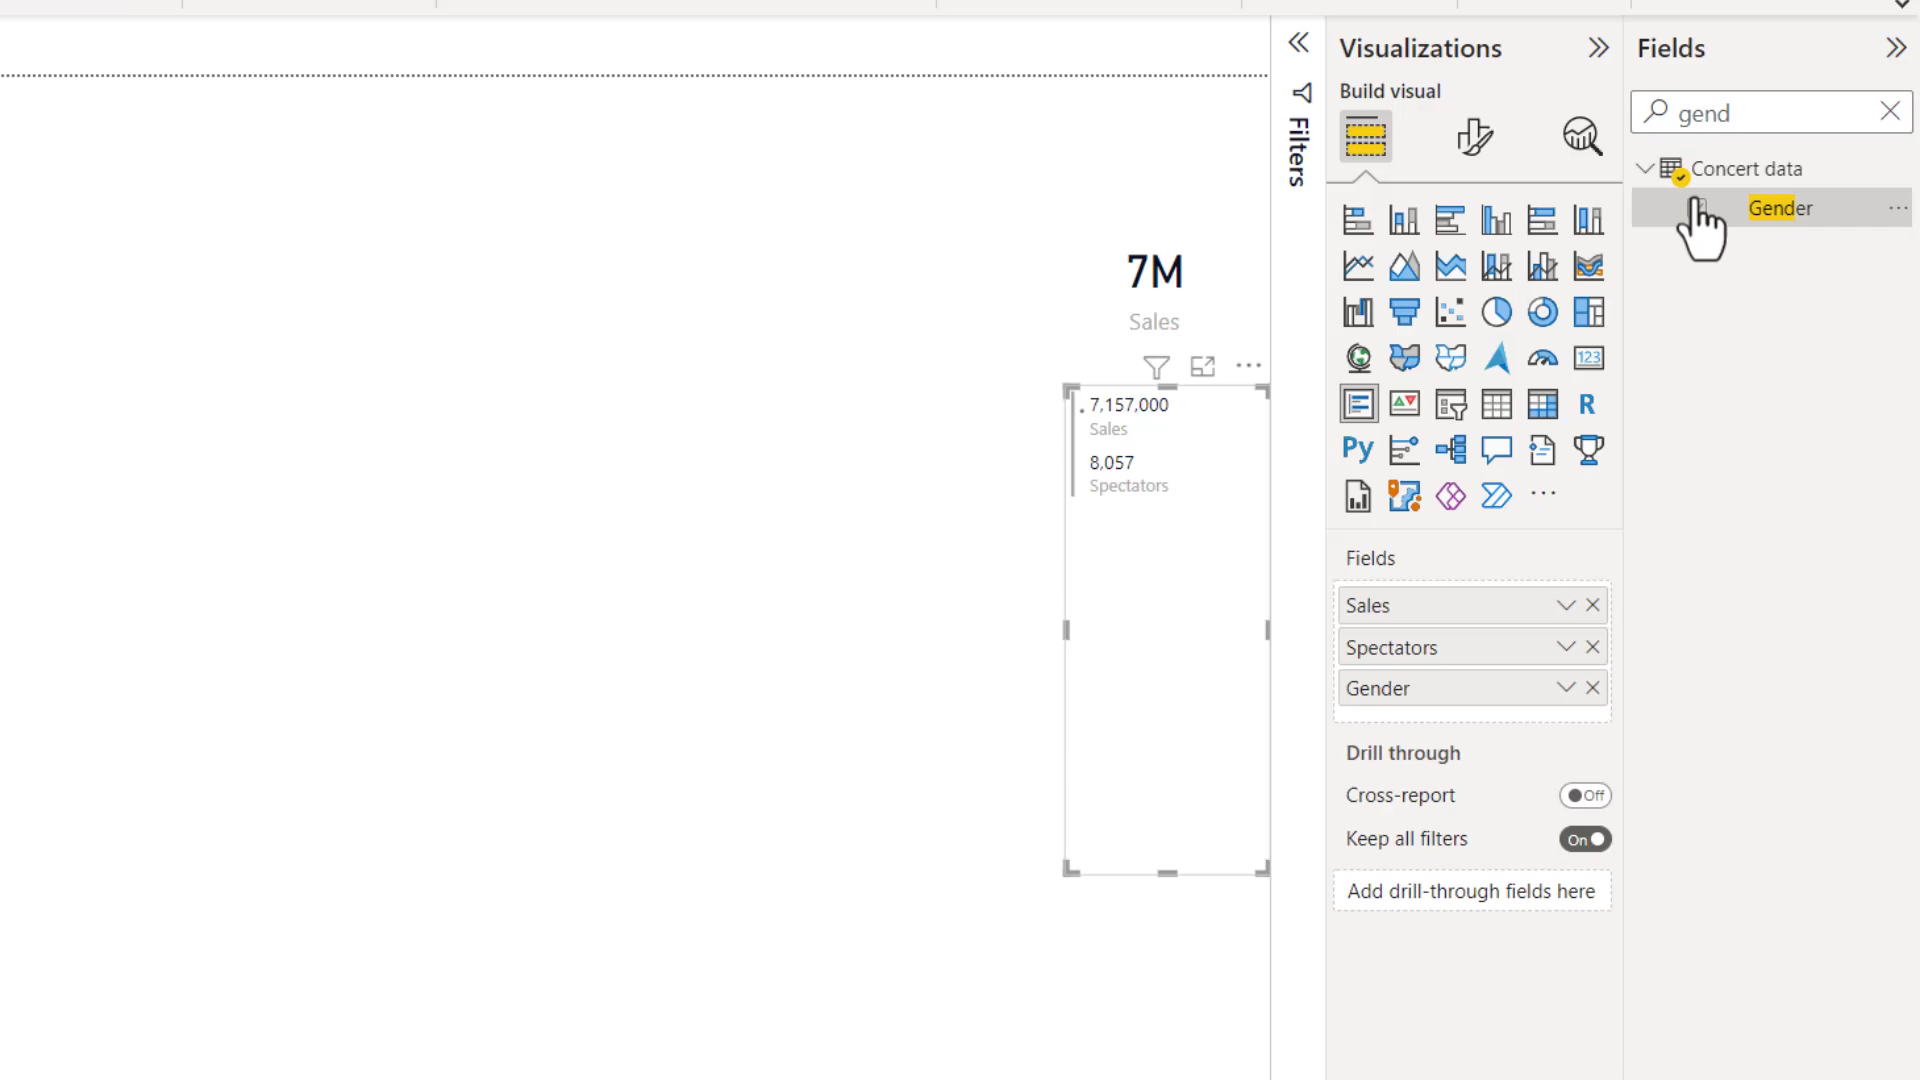 Filters
7M
Sales
7,157,000
Sales
8,057
Spectators
Visualizations
Build visual
123
R
Py
Fields
Sales
Spectators
Gender
Drill through
Cross-report
Off
Keep all filters
On
Add drill-through fields here
Fields
gend
Concert data
Gender